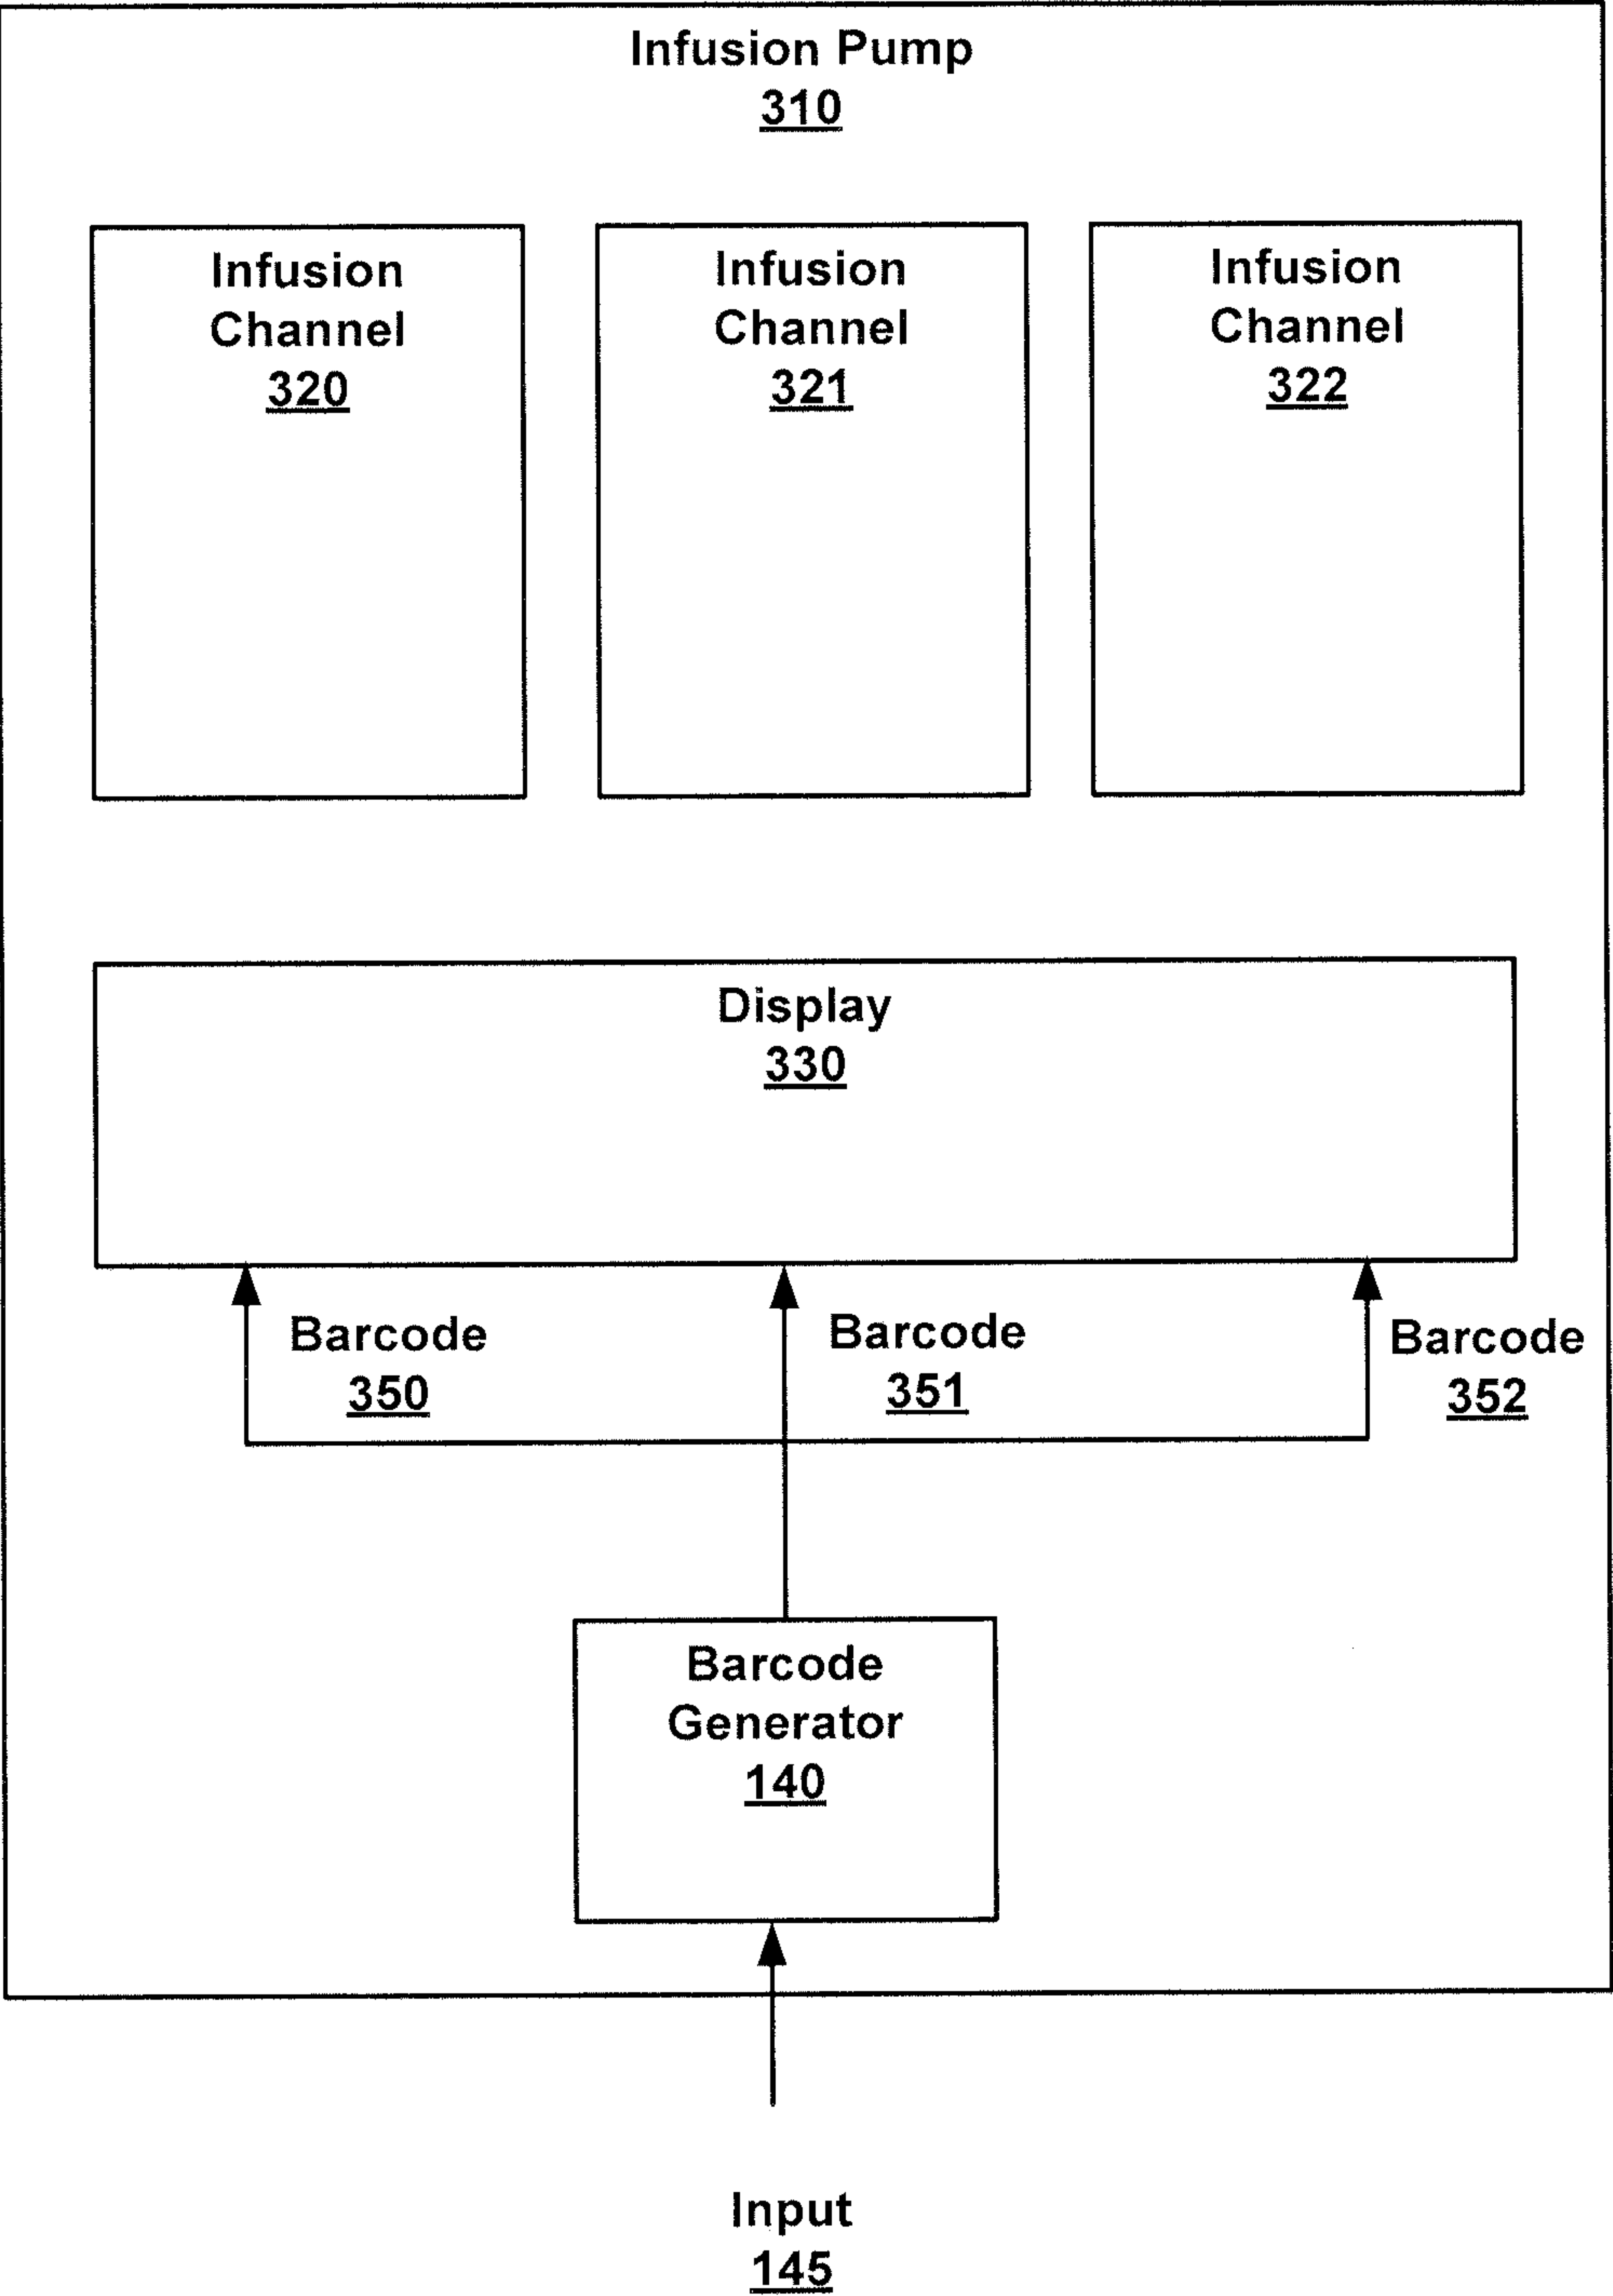 Infusion Pump
310
Infusion
Channel
320
Infusion
Channel
321
Infusion
Channel
322
Display
330
Barcode
350
Barcode
351
Barcode
352
Barcode
Generator
140
Input
145